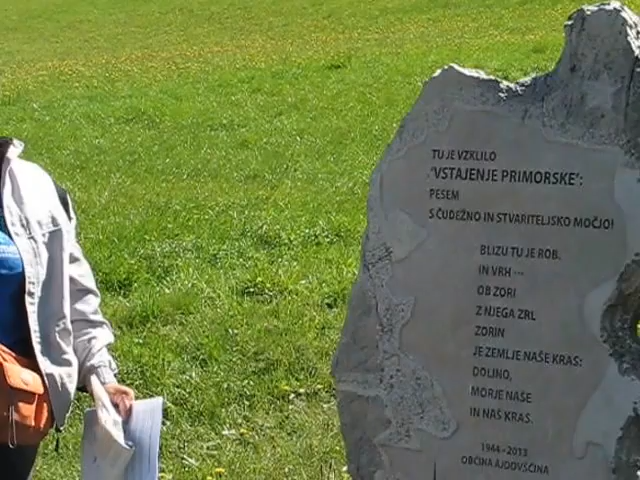 TU JE VZKLILO
"VSTAJENJE PRIMORSKE":
PESEM
S ČUDEŽNO IN STVARITELJSKO MOČJO!
BLIZU TU JE ROB.
IN VRH ...
OB ZORI
Z NJEGA ZRL
ZORIN
JE ZEMLJE NAŠE KRAS:
DOLINO,
MORJE NAŠE
IN NAŠ KRAS.
1944-2013
OBČINA AJDOVŠČINA